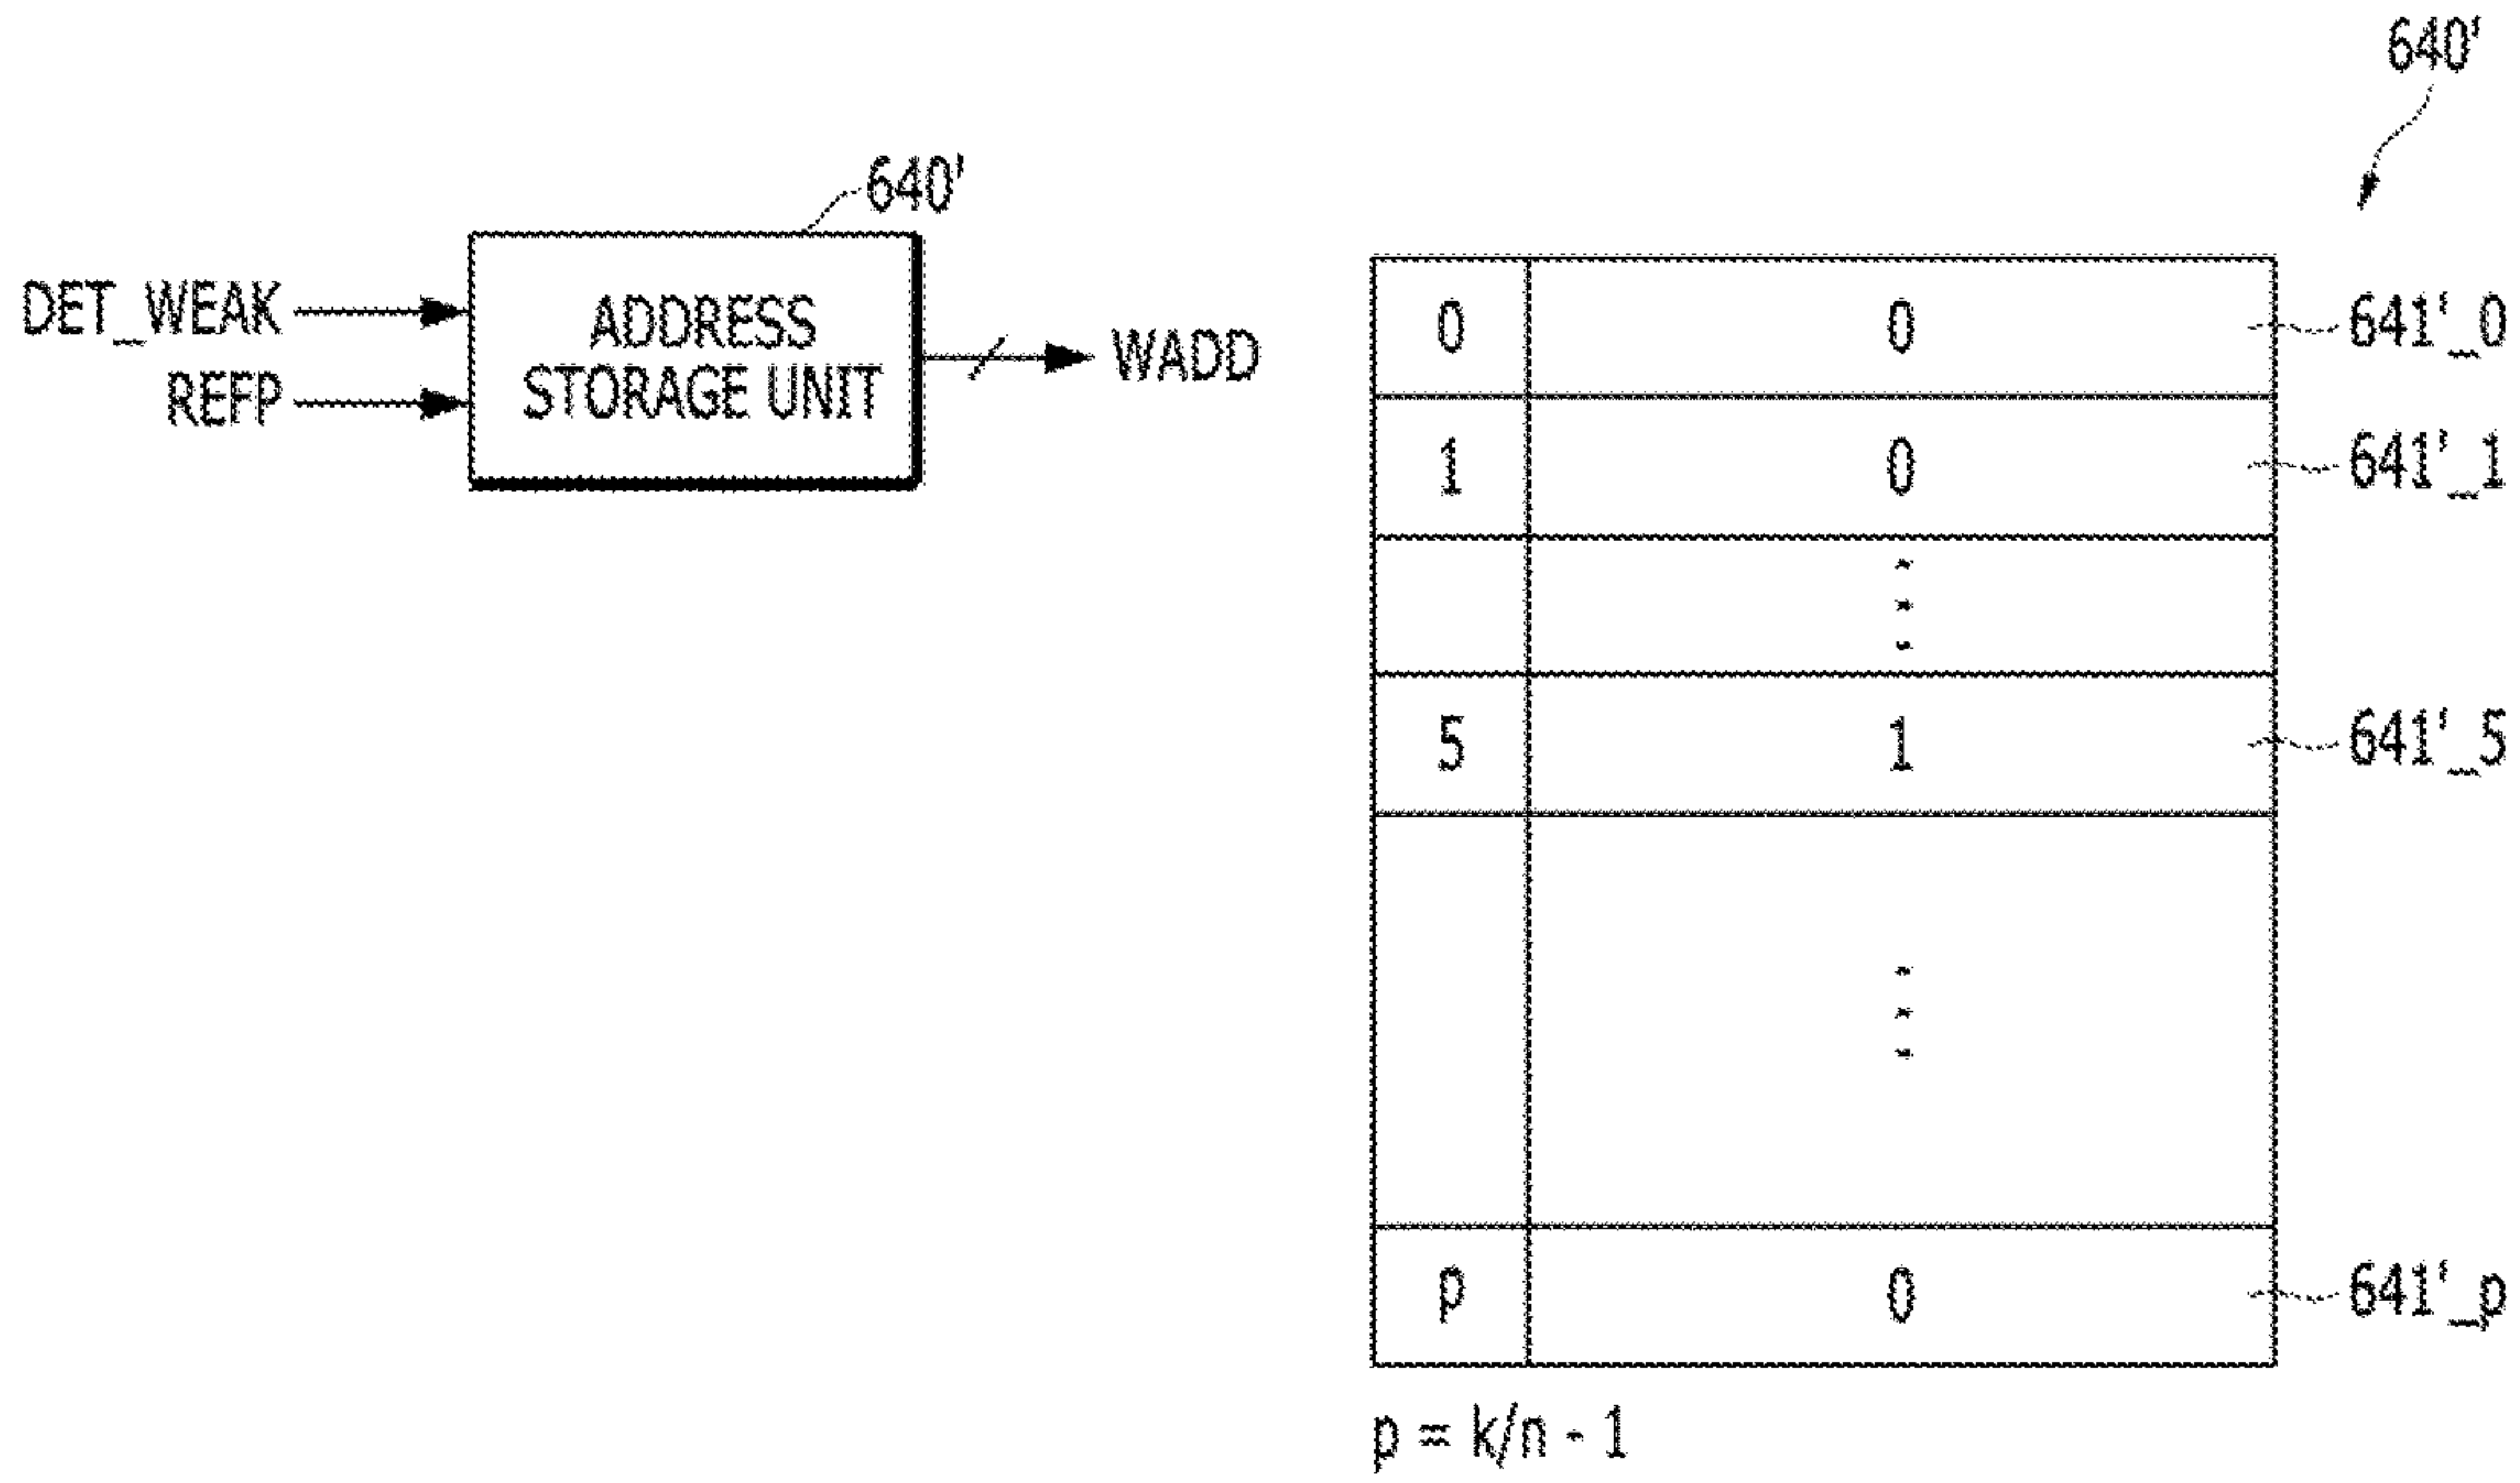 640'
640'
DET_WEAK
REFP
ADDRESS
STORAGE UNIT
WADD
0 0 641'_0
1 0 641'_1
5 1 641'_5
p 0 641'_p
p = k/n - 1